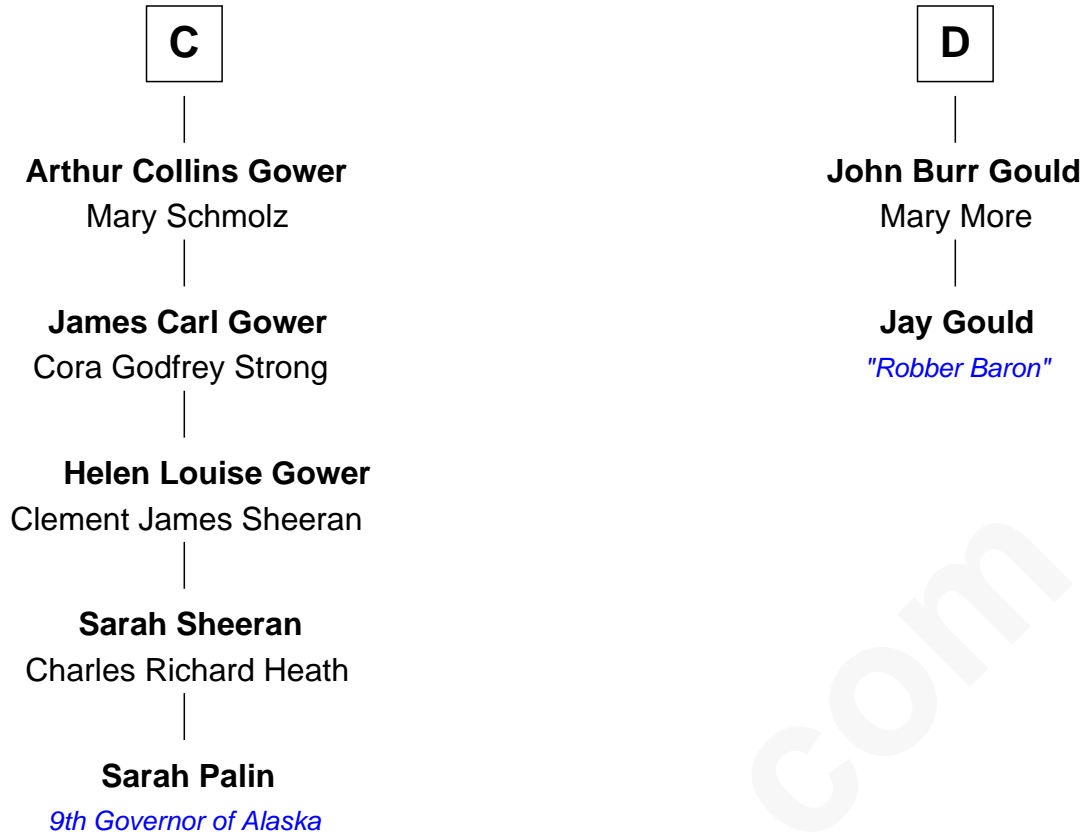 C
Arthur Collins Gower
Mary Schmolz
James Carl Gower
Cora Godfrey Strong
Helen Louise Gower
Clement James Sheeran
Sarah Sheeran
Charles Richard Heath
Sarah Palin
9th Governor of Alaska
D
John Burr Gould
Mary More
Jay Gould
"Robber Baron"
com